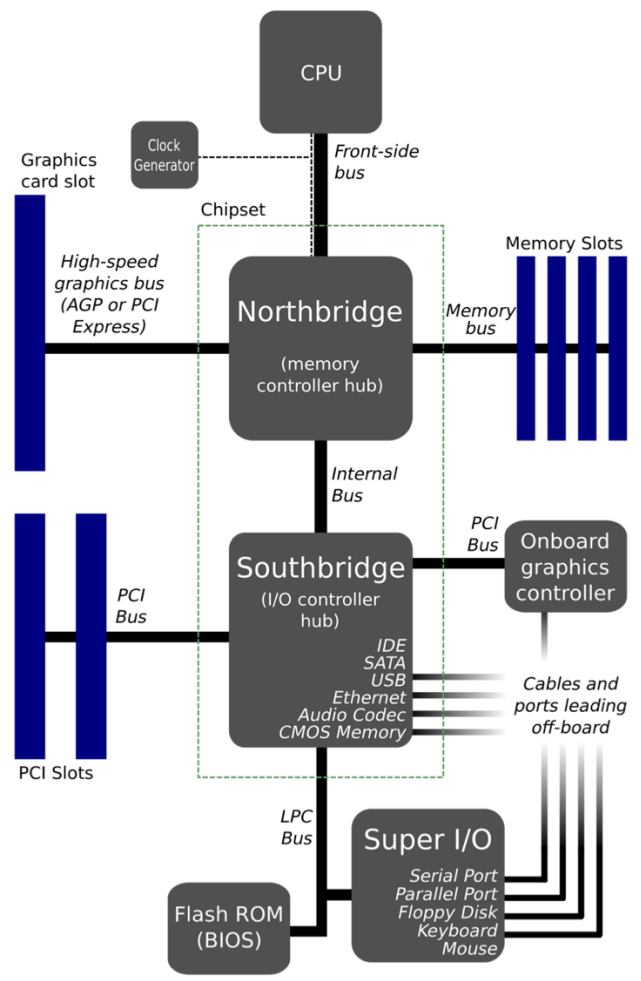 CPU
Clock
Generator
Front-side
bus
Graphics
card slot
Chipset
High-speed
graphics bus
(AGP or PCI
Express)
Northbridge
(memory
controller hub)
Memory
bus
Memory Slots
Internal
Bus
PCI
Bus
Onboard
graphics
controller
Southbridge
(I/O controller
hub)
PCI
Bus
IDE
SATA
USB
Ethernet
Audio Codec
CMOS Memory
Cables and
ports leading
off-board
PCI Slots
LPC
Bus
Super I/O
Serial Port
Parallel Port
Floppy Disk
Keyboard
Mouse
Flash ROM
(BIOS)